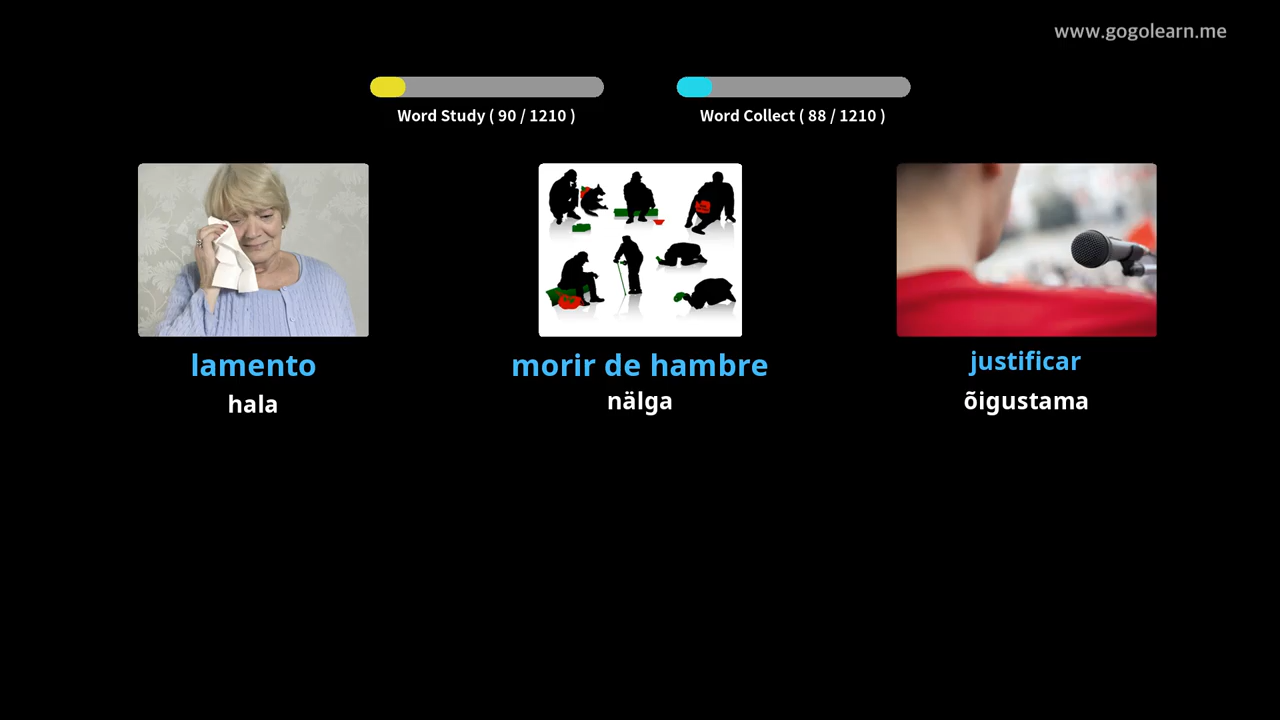 www.gogolearn.me
Word Study ( 90 / 1210 )
Word Collect ( 88 / 1210 )
lamento
hala
morir de hambre
nälga
justificar
õigustama